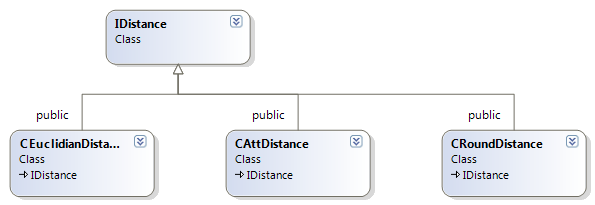 IDistance
Class
public public public
CEuclidianDista... CAttDistance CRoundDistance
Class Class Class
IDistance IDistance IDistance